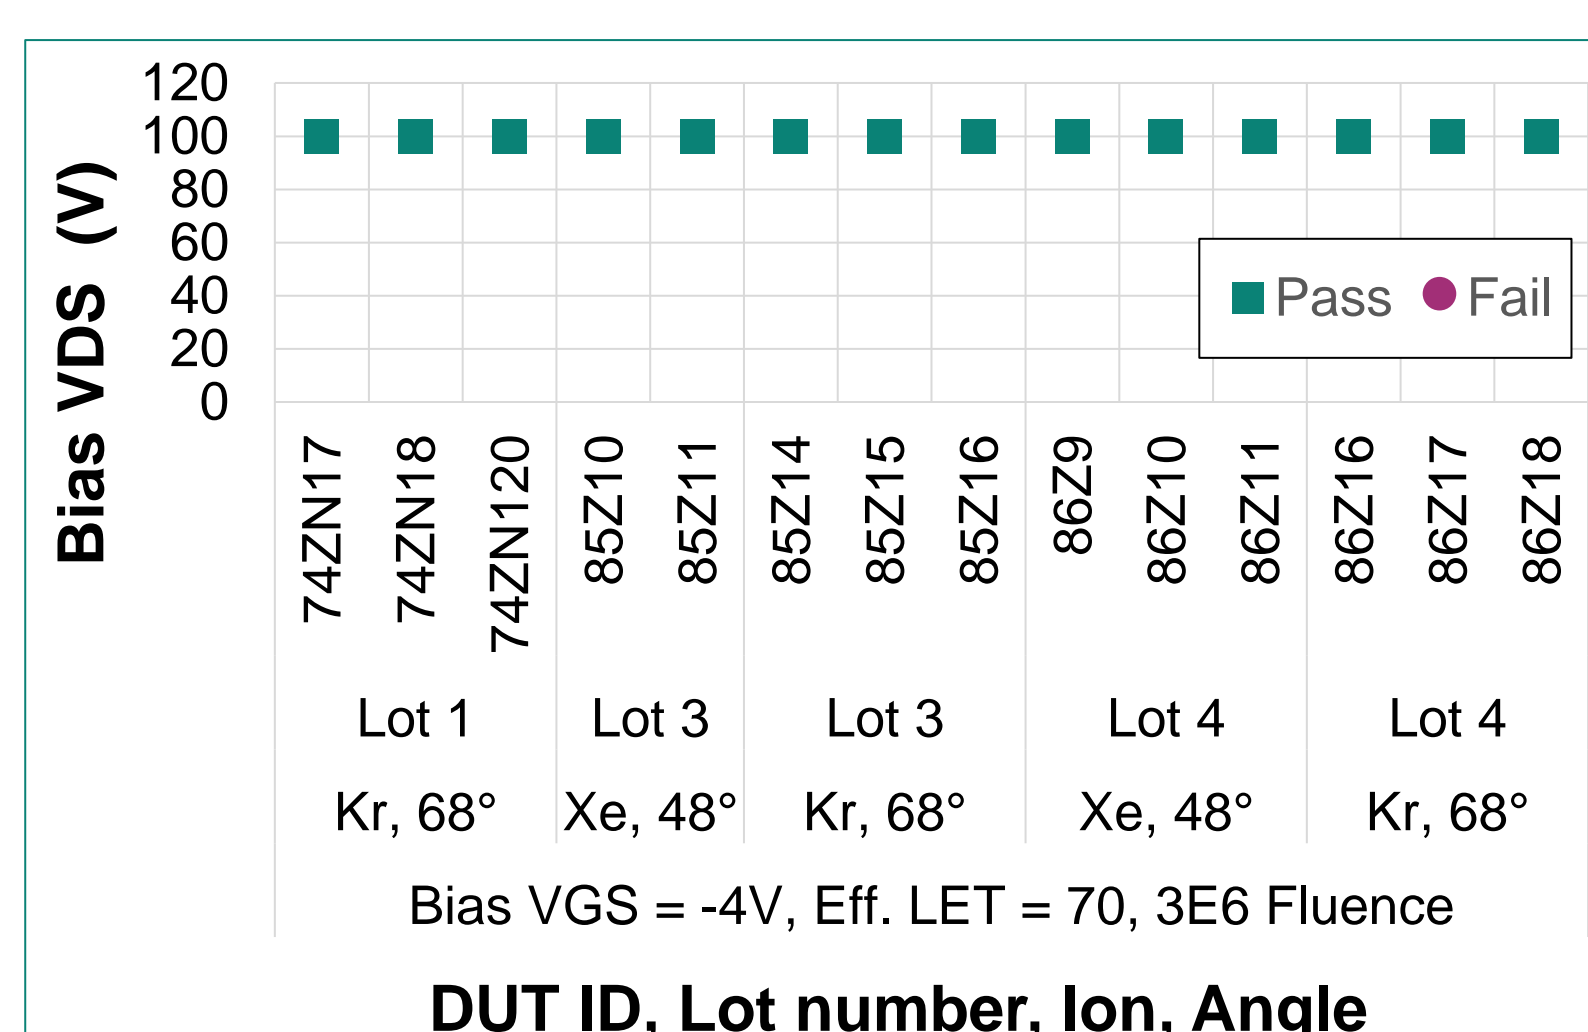 120
100
80
60
40
20
0
Bias VDS (V)
Pass Fail
74ZN17 74ZN18 74ZN120 85Z10 85Z11 85Z14 85Z15 85Z16 86Z9 86Z10 86Z11 86Z16 86Z17 86Z18
Lot 1 Lot 3 Lot 3 Lot 4 Lot 4
Kr, 68° Xe, 48° Kr, 68° Xe, 48° Kr, 68°
Bias VGS = -4V, Eff. LET = 70, 3E6 Fluence
DUT ID, Lot number, Ion, Angle